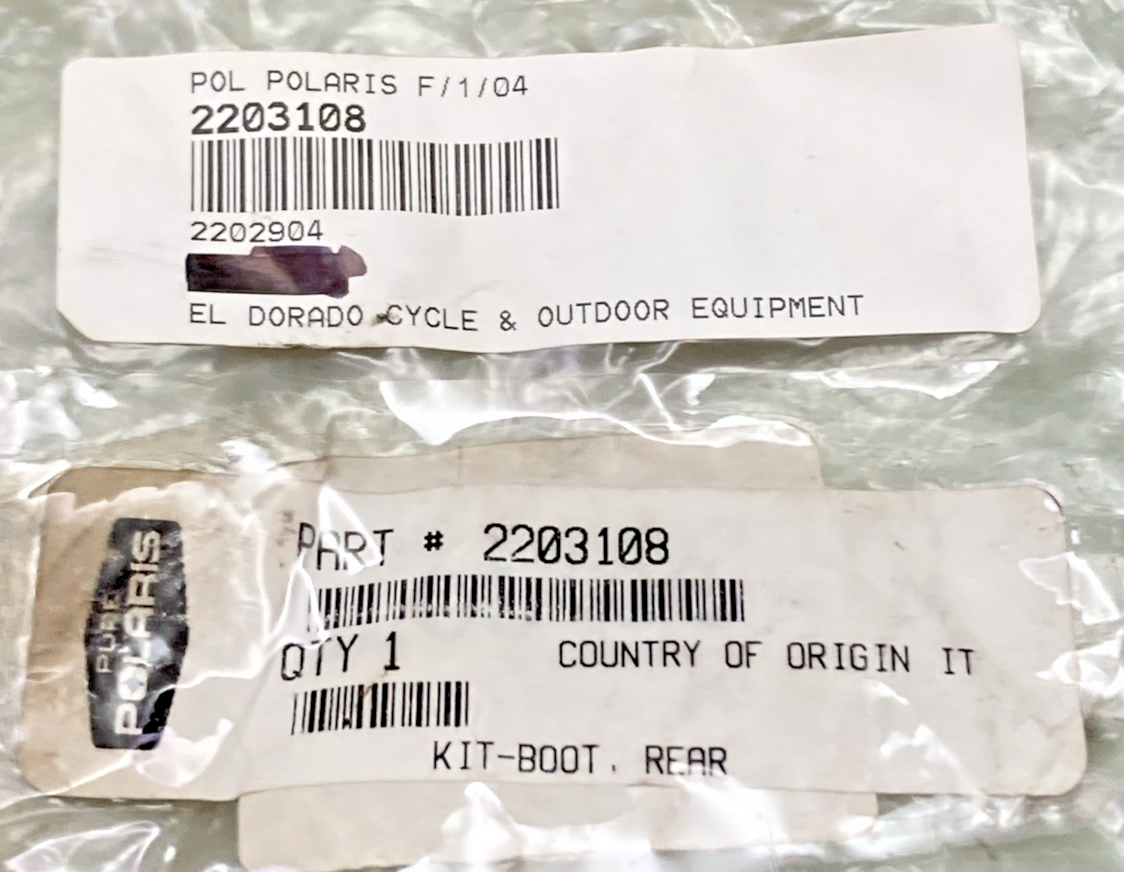 POL POLARIS F/1/04
2203108
2202904
EL DORADO CYCLE & OUTDOOR EQUIPMENT
PURE
POLARIS
PART # 2203108
QTY 1 COUNTRY OF ORIGIN IT
KIT-BOOT, REAR